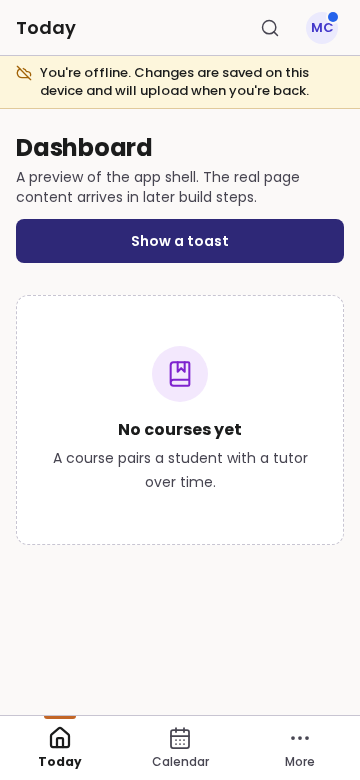 Today
MC
You're offline. Changes are saved on this
device and will upload when you're back.
Dashboard
A preview of the app shell. The real page
content arrives in later build steps.
Show a toast
No courses yet
A course pairs a student with a tutor
over time.
Today
Calendar
More